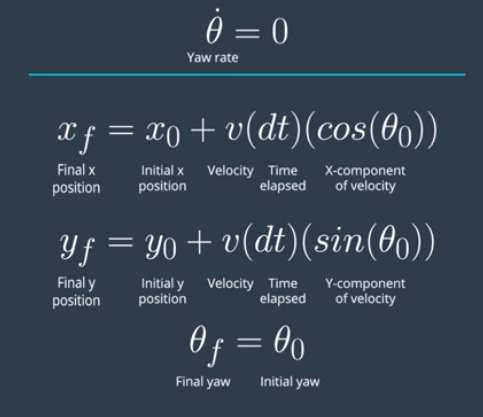 θ̇ = 0
Yaw rate
x_f = x_0 + v(dt)(cos(θ_0))
Final x position Initial x position Velocity Time elapsed X-component of velocity
y_f = y_0 + v(dt)(sin(θ_0))
Final y position Initial y position Velocity Time elapsed Y-component of velocity
θ_f = θ_0
Final yaw Initial yaw